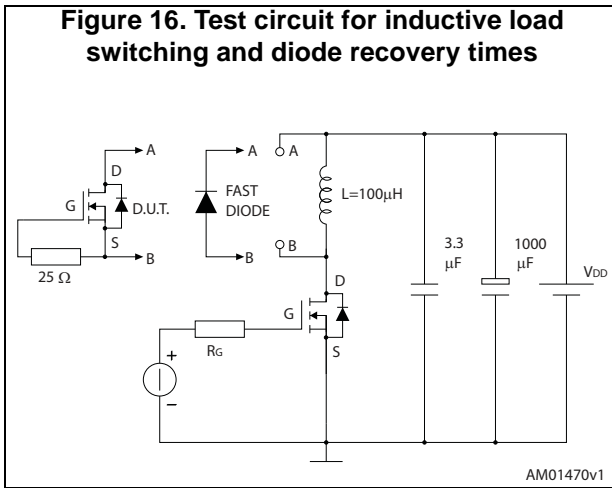 Figure 16. Test circuit for inductive load
switching and diode recovery times
A
D
G
D.U.T.
S
B
25 Ω
A
FAST
DIODE
B
A
L=100μH
B
D
G
S
RG
+
–
3.3
μF
1000
μF
VDD
AM01470v1